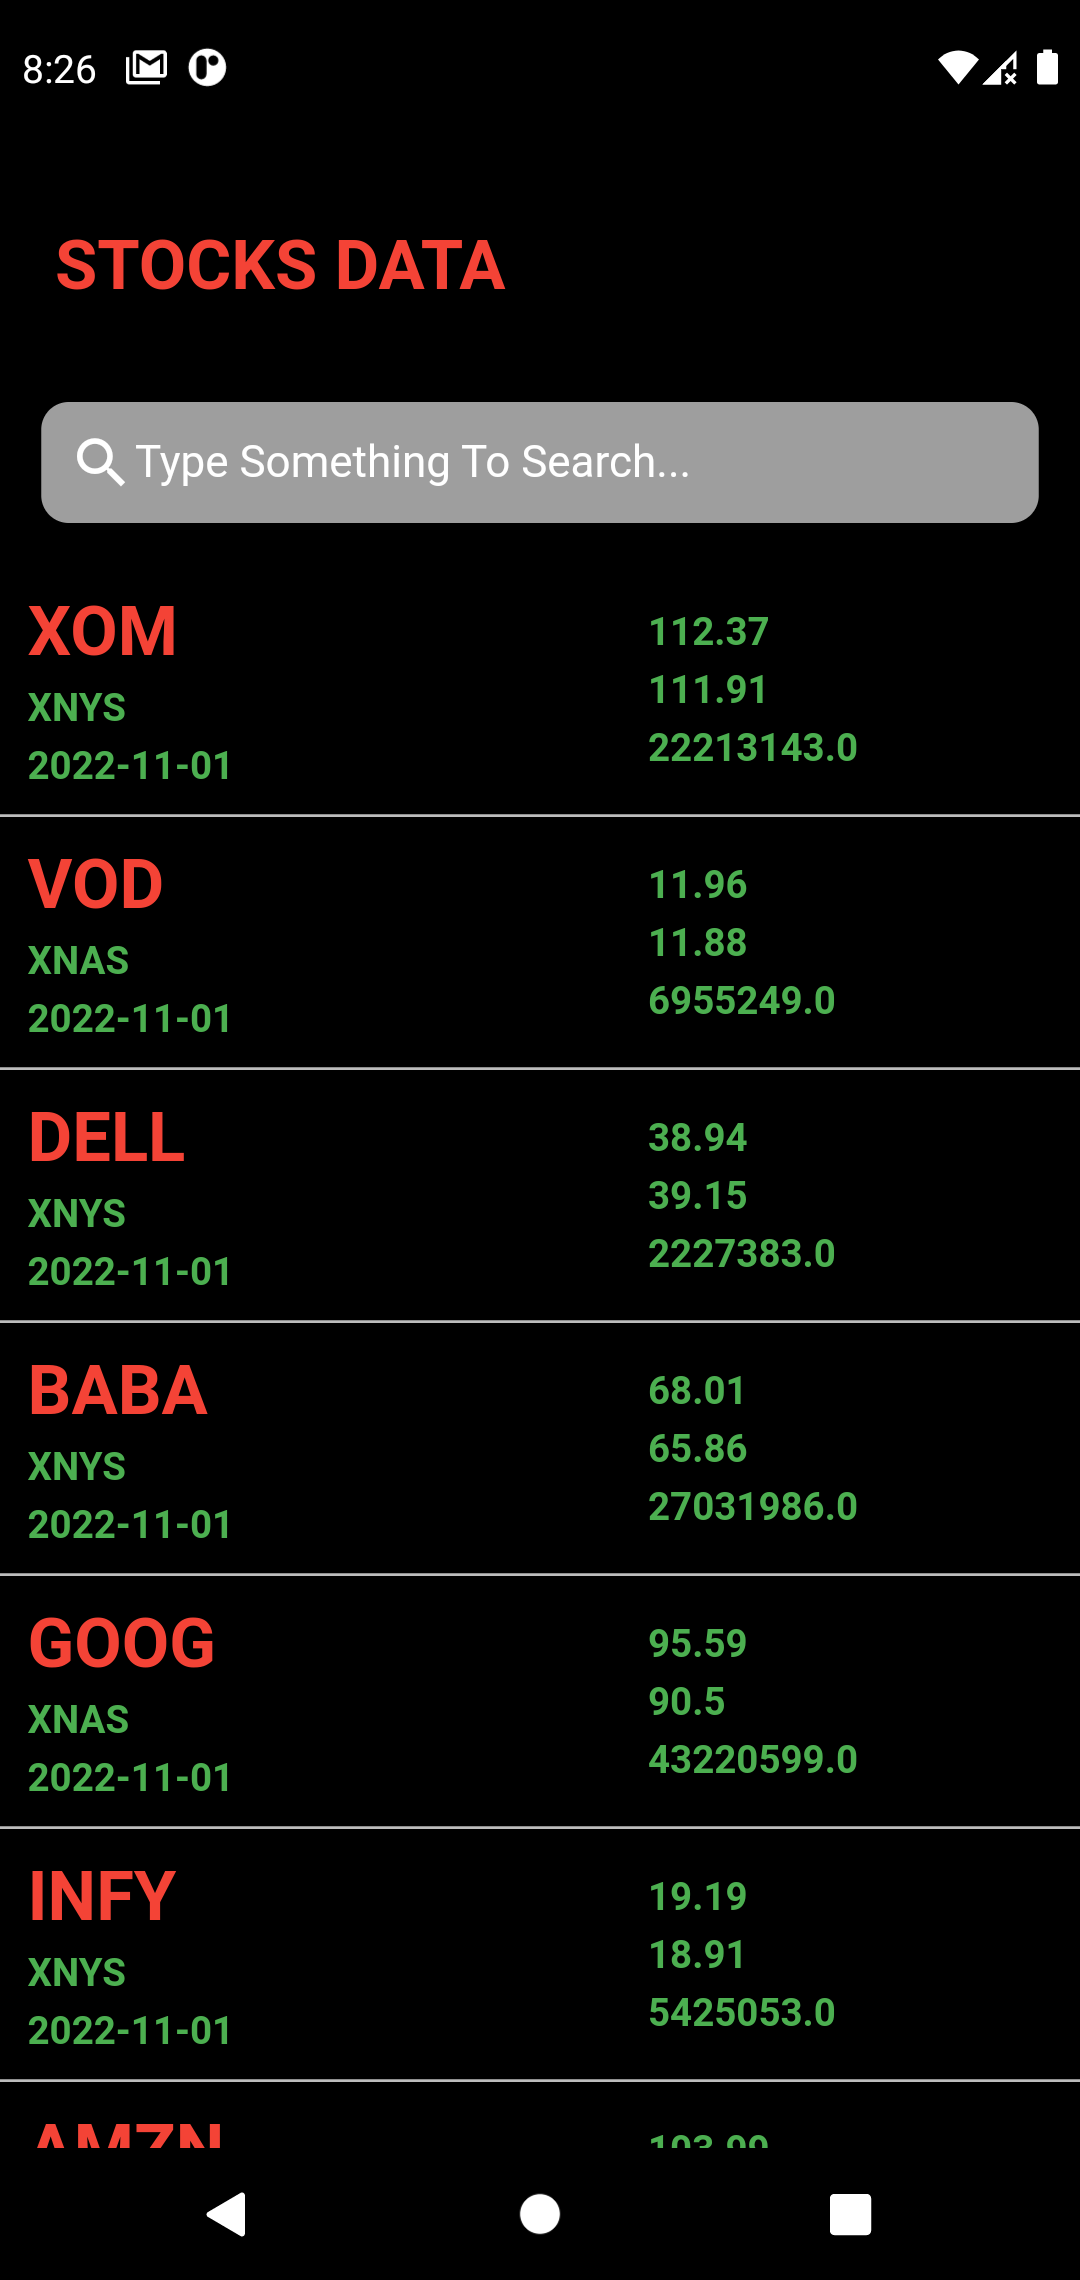 8:26
STOCKS DATA
Type Something To Search...
XOM
112.37
XNYS
111.91
2022-11-01
22213143.0
VOD
11.96
XNAS
11.88
2022-11-01
6955249.0
DELL
38.94
XNYS
39.15
2022-11-01
2227383.0
BABA
68.01
XNYS
65.86
2022-11-01
27031986.0
GOOG
95.59
XNAS
90.5
2022-11-01
43220599.0
INFY
19.19
XNYS
18.91
2022-11-01
5425053.0
AMZN